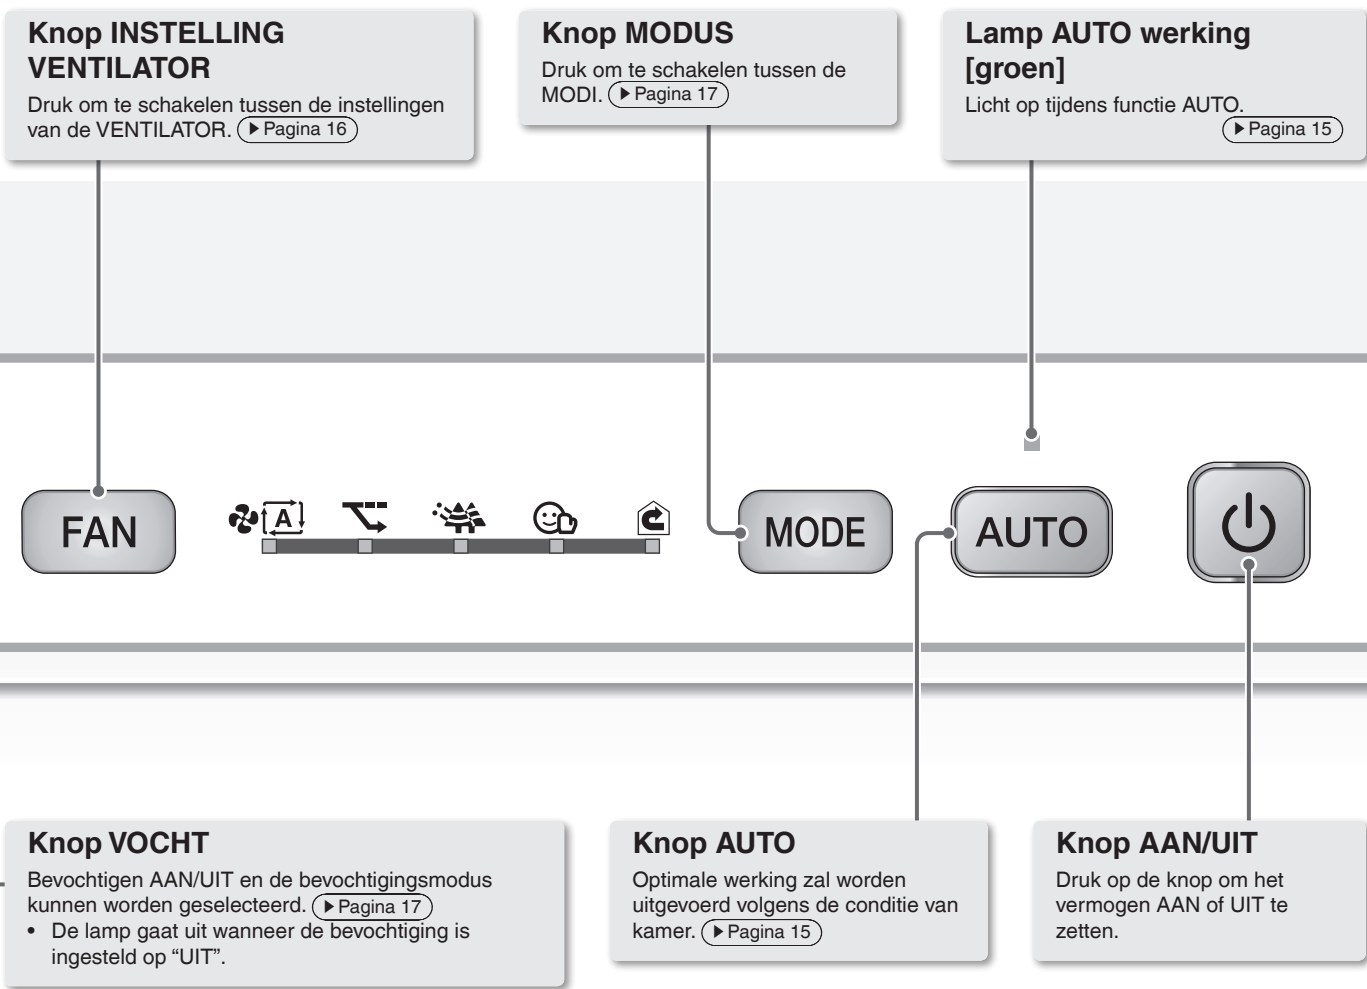 Knop INSTELLING
VENTILATOR
Druk om te schakelen tussen de instellingen
van de VENTILATOR. ▶ Pagina 16
Knop MODUS
Druk om te schakelen tussen de
MODI. ▶ Pagina 17
Lamp AUTO werking
[groen]
Licht op tijdens functie AUTO.
▶ Pagina 15
FAN
A
MODE
AUTO
Knop VOCHT
Bevochtigen AAN/UIT en de bevochtigingsmodus
kunnen worden geselecteerd. ▶ Pagina 17
• De lamp gaat uit wanneer de bevochtiging is
ingesteld op “UIT”.
Knop AUTO
Optimale werking zal worden
uitgevoerd volgens de conditie van
kamer. ▶ Pagina 15
Knop AAN/UIT
Druk op de knop om het
vermogen AAN of UIT te
zetten.